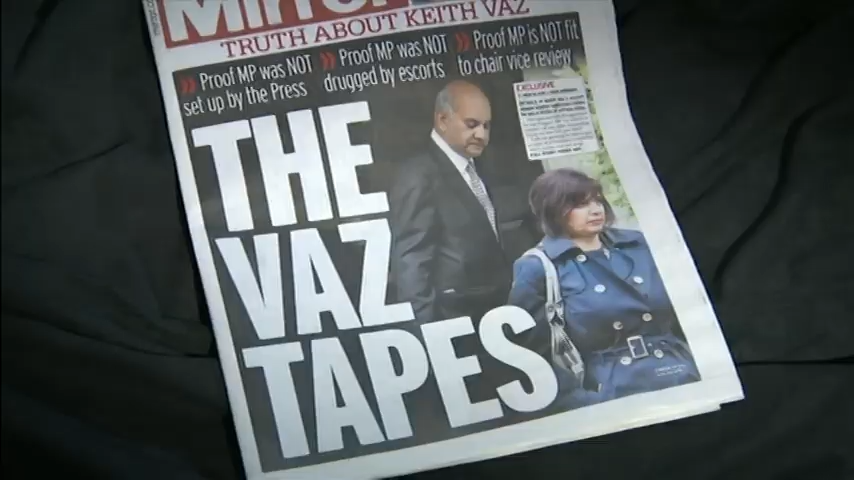 Mirror
TRUTH ABOUT KEITH VAZ
» Proof MP was NOT
set up by the Press
» Proof MP was NOT
drugged by escorts
» Proof MP is NOT fit
to chair vice review
EXCLUSIVE
THE
VAZ
TAPES